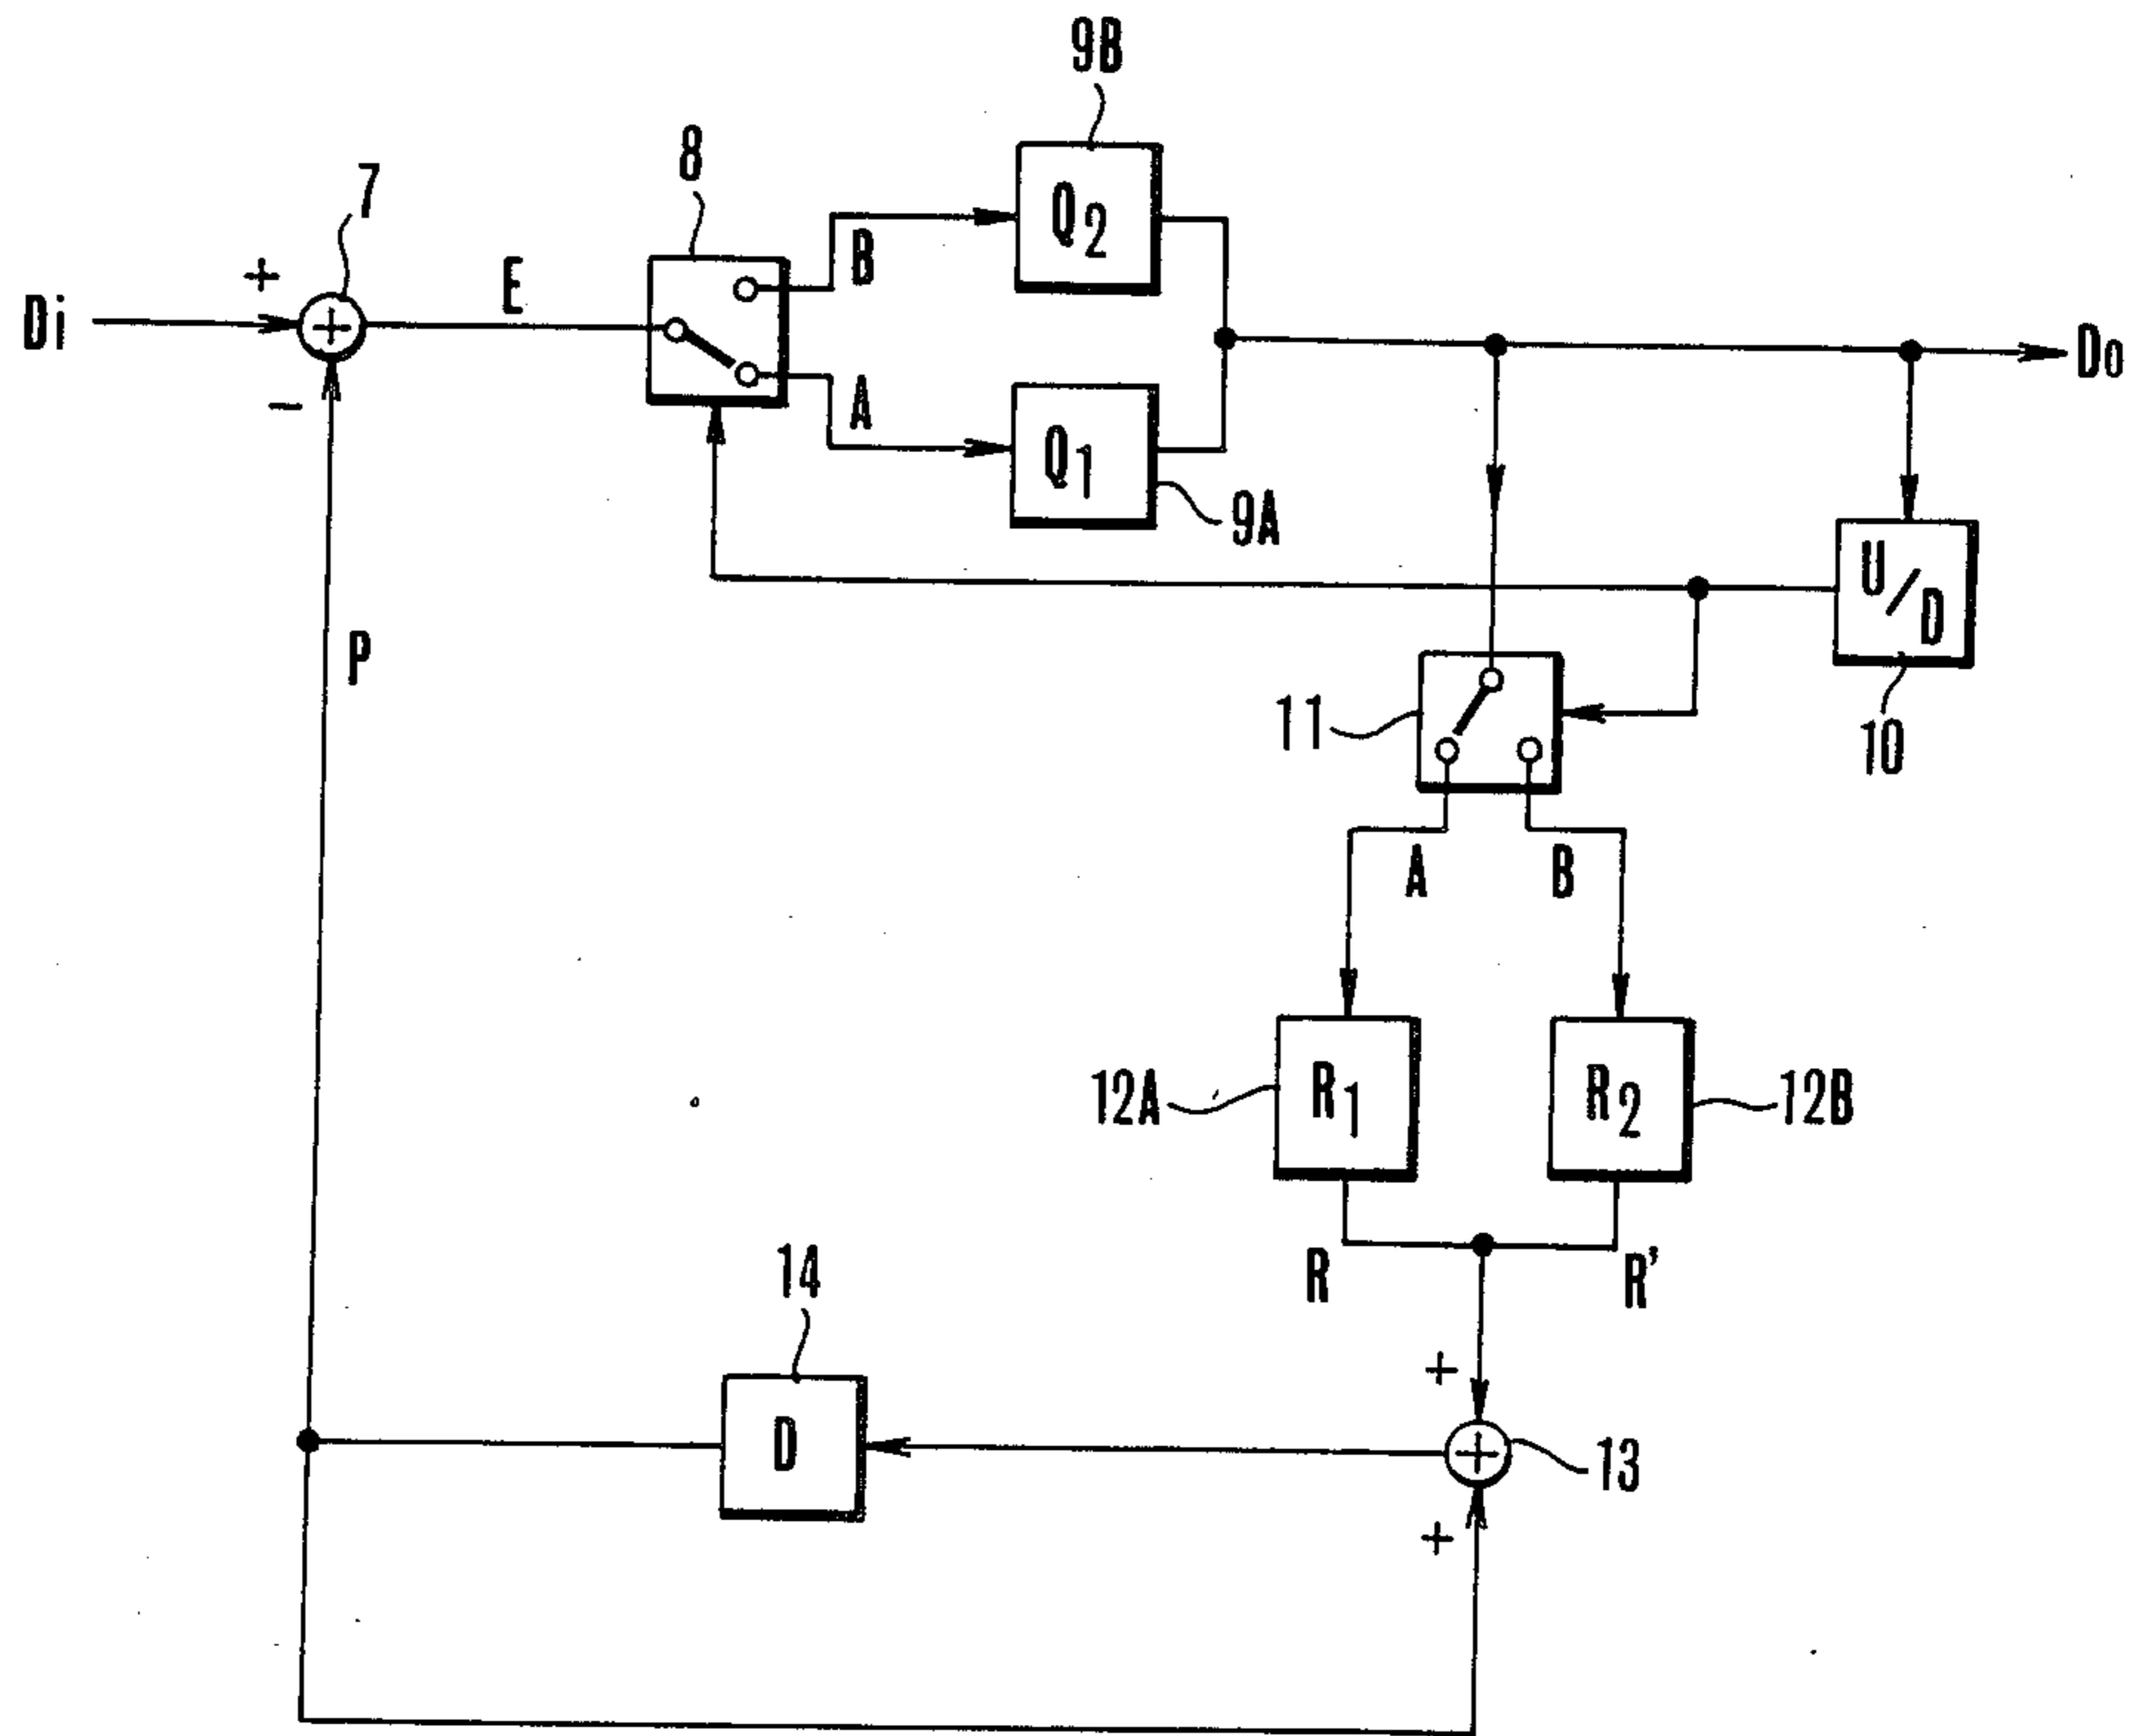 9B
8
7
Q2
B
+
E
Di
+
Do
A
−
Q1
9A
U/D
P
11
10
A
B
12A
R1
R2
12B
14
R
R'
+
D
+
13
+